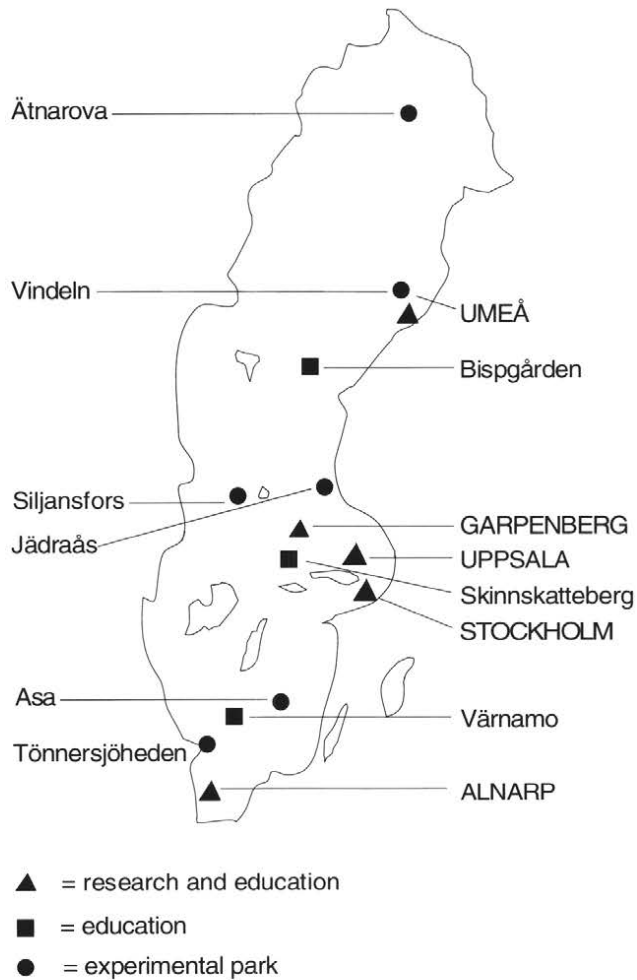 Ätnarova
Vindeln
UMEÅ
Bispgården
Siljansfors
Jädraås
GARPENBERG
UPPSALA
Skinnskatteberg
STOCKHOLM
Asa
Värnamo
Tönnersjöheden
ALNARP
▲ = research and education
■ = education
● = experimental park